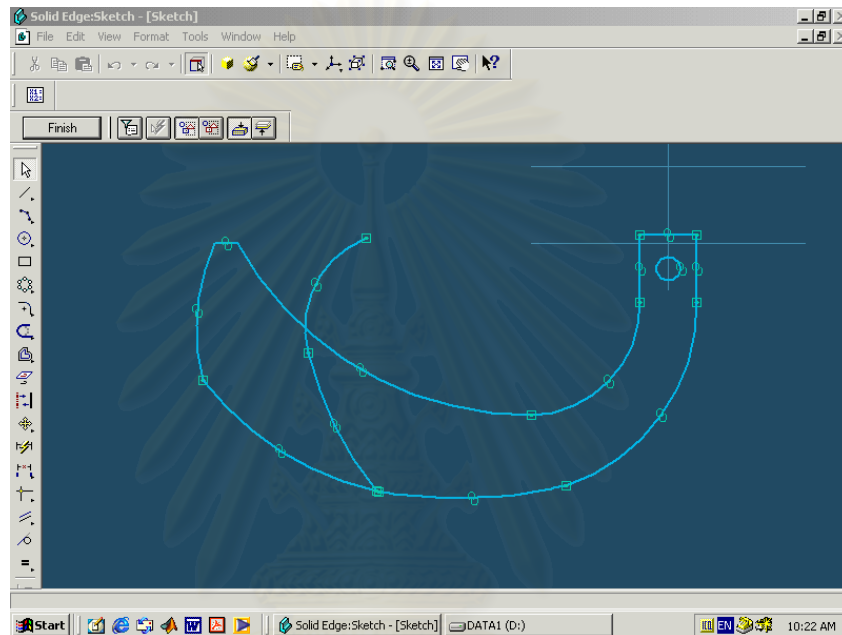 Solid Edge:Sketch - [Sketch]
File Edit View Format Tools Window Help
Finish
Start Solid Edge:Sketch - [Sketch] DATA1 (D:) EN 10:22 AM